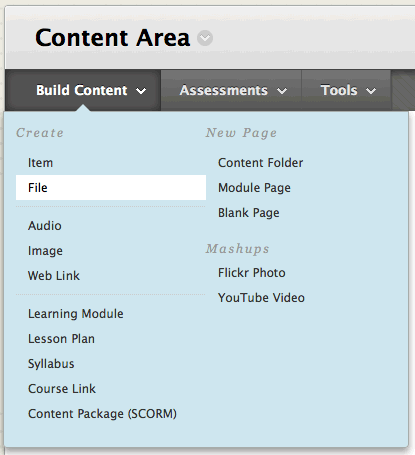 Content Area
Build Content
Assessments
Tools
Create
Item
File
Audio
Image
Web Link
Learning Module
Lesson Plan
Syllabus
Course Link
Content Package (SCORM)
New Page
Content Folder
Module Page
Blank Page
Mashups
Flickr Photo
YouTube Video